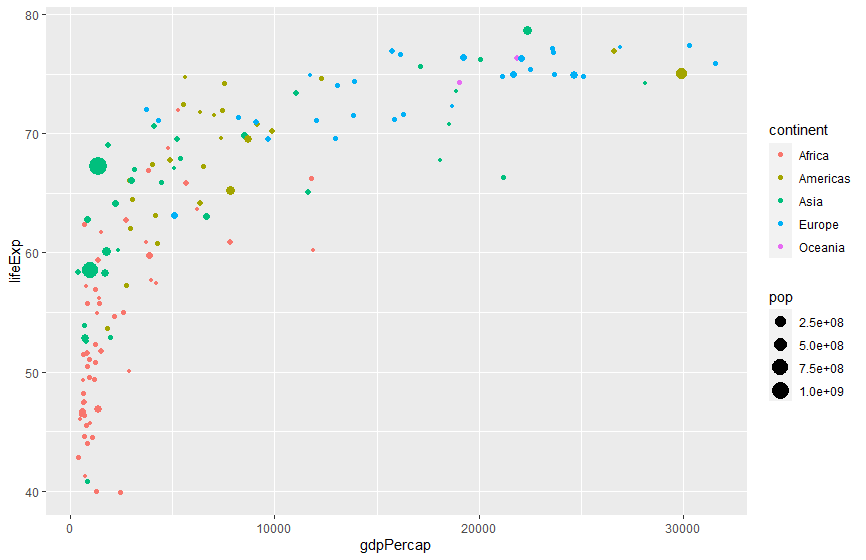 80
70
60
50
40
lifeExp
0
10000
20000
30000
gdpPercap
continent
Africa
Americas
Asia
Europe
Oceania
pop
2.5e+08
5.0e+08
7.5e+08
1.0e+09